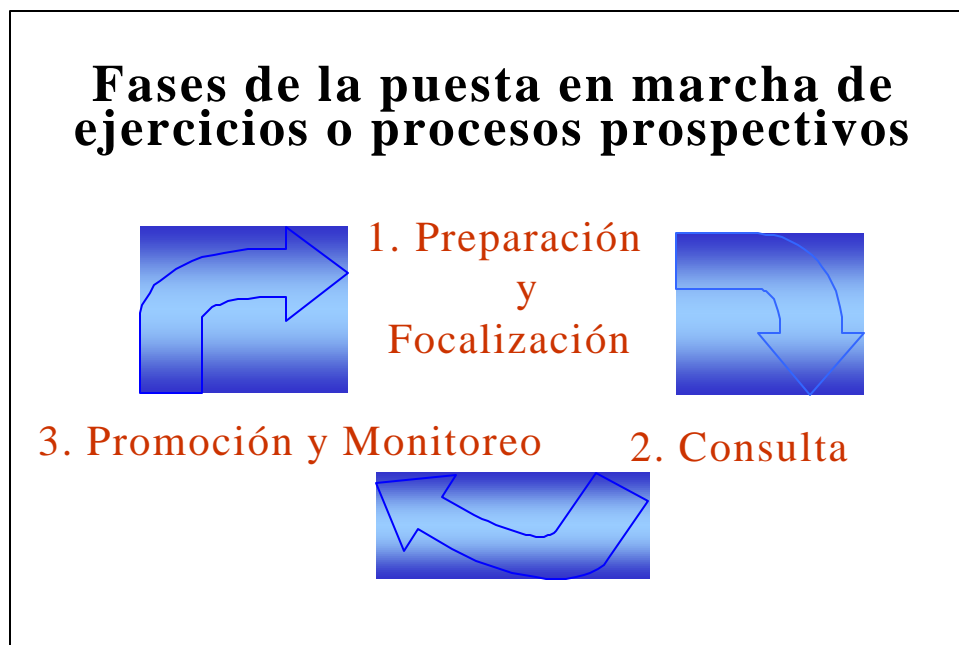 Fases de la puesta en marcha de
ejercicios o procesos prospectivos
1. Preparación
y
Focalización
3. Promoción y Monitoreo
2. Consulta